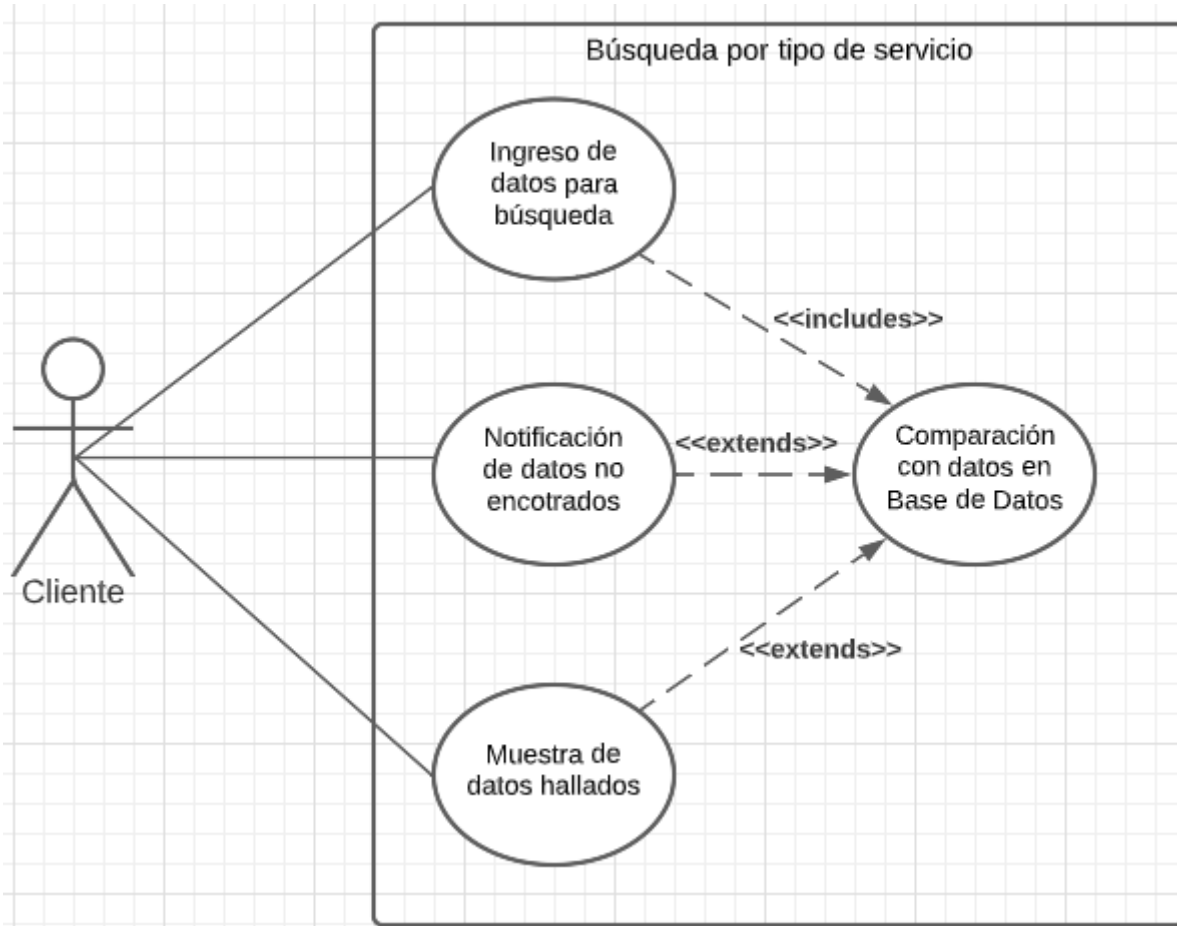 Búsqueda por tipo de servicio
Ingreso de
datos para
búsqueda
<<includes>>
Notificación
de datos no
encotrados
<<extends>>
Comparación
con datos en
Base de Datos
Cliente
<<extends>>
Muestra de
datos hallados